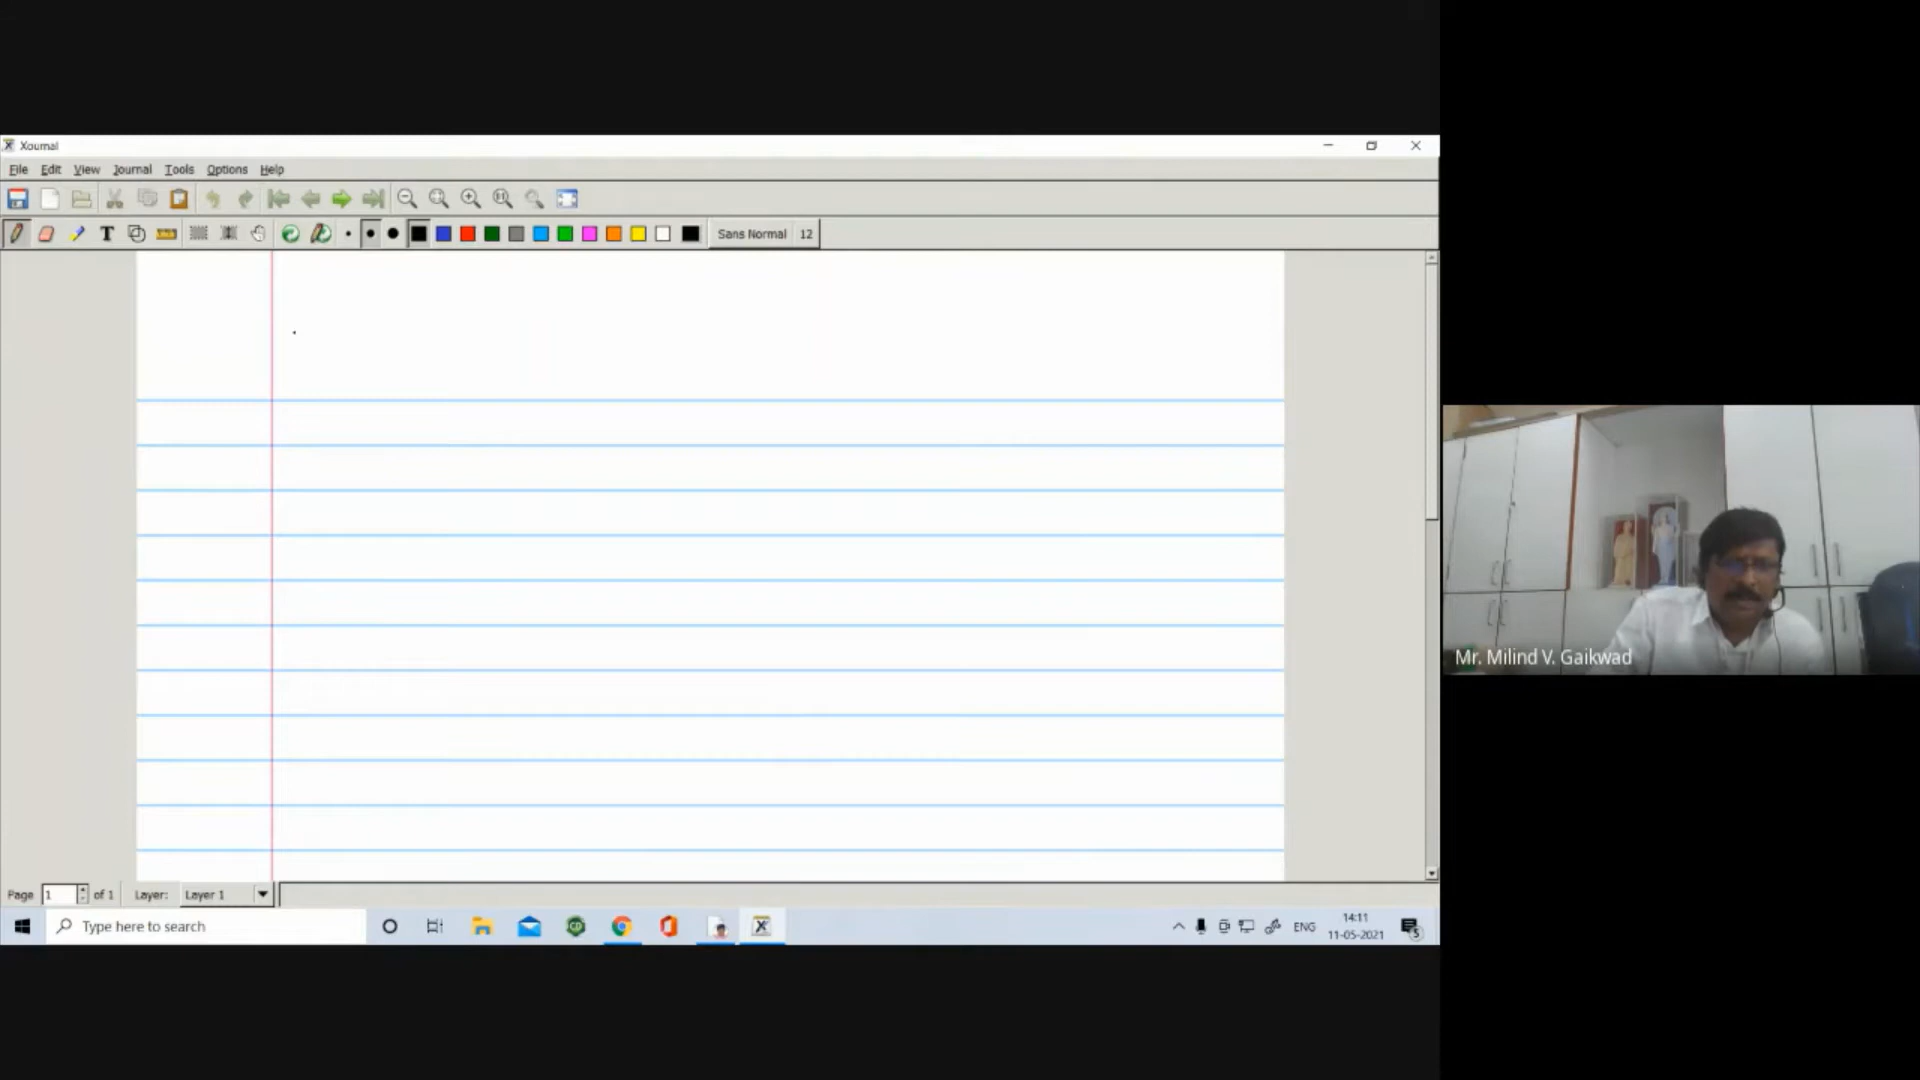 Xournal
File Edit View Journal Tools Options Help
T Sans Normal 12
Mr. Milind V. Gaikwad
Page 1 of 1 Layer: Layer 1
Type here to search
ENG
14:11
11-05-2021
5